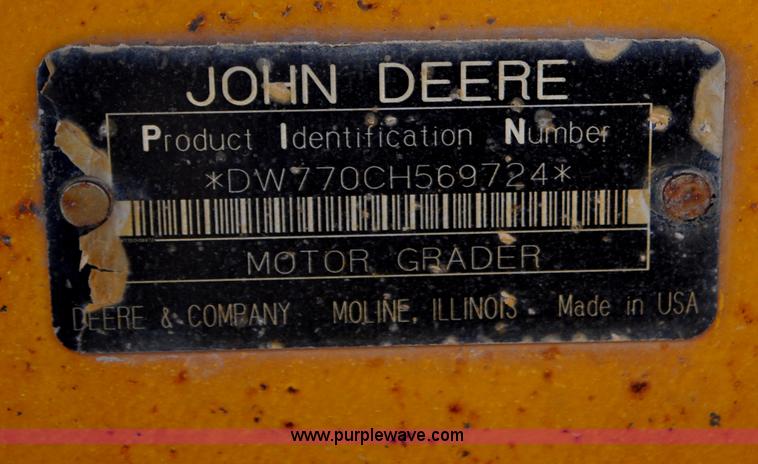 JOHN DEERE
Product Identification Number
*DW770CH569724*
MOTOR GRADER
DEERE & COMPANY MOLINE, ILLINOIS Made in USA
www.purplewave.com